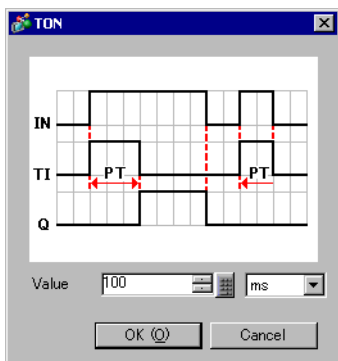 TON
IN
TI PT PT
Q
Value 100 ms
OK (O) Cancel